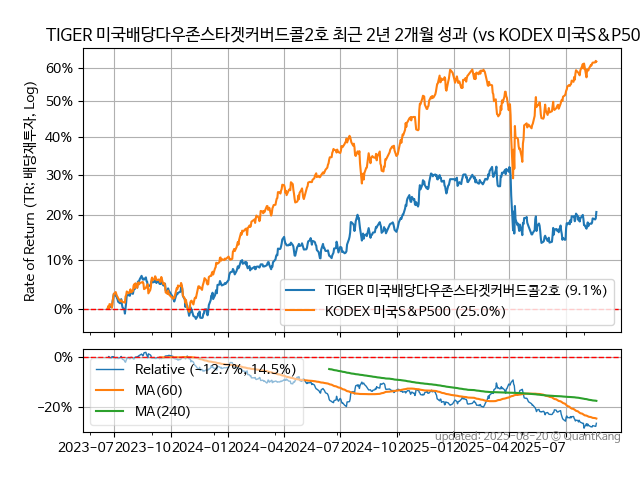 TIGER 미국배당다우존스타겟커버드콜2호 최근 2년 2개월 성과 (vs KODEX 미국S&P50
Rate of Return (TR: 배당재투자, Log)
60%
50%
40%
30%
20%
10%
0%
TIGER 미국배당다우존스타겟커버드콜2호 (9.1%)
KODEX 미국S&P500 (25.0%)
0%
−20%
Relative (−12.7%, 14.5%)
MA(60)
MA(240)
2023-07 2023-10 2024-01 2024-04 2024-07 2024-10 2025-01 2025-04 2025-07
updated: 2025-08-20 © QuantKang